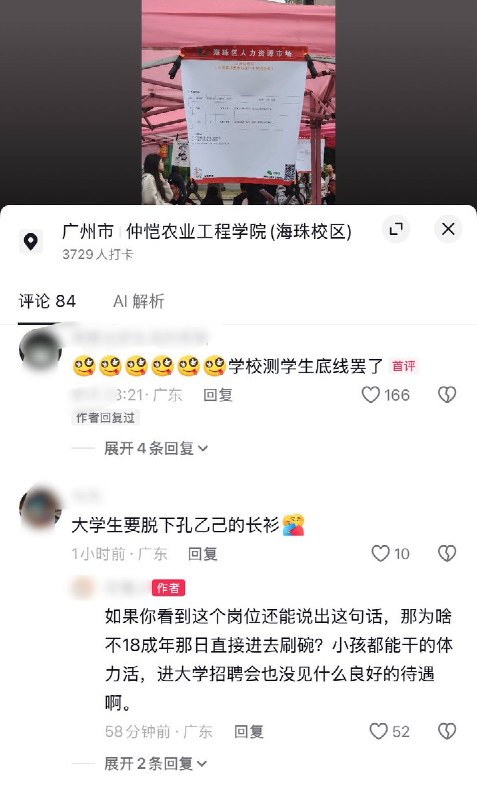 海珠区人力资源市场
广州市 | 仲恺农业工程学院(海珠校区)
3729人打卡
评论 84
AI 解析
学校测学生底线罢了 首评
3:21 · 广东 回复 166
作者回复过
展开4条回复
大学生要脱下孔乙己的长衫
1小时前 · 广东 回复 10
作者
如果你看到这个岗位还能说出这句话，那为啥
不18成年那日直接进去刷碗？小孩都能干的体
力活，进大学招聘会也没见什么良好的待遇
啊。
58分钟前 · 广东 回复 52
展开2条回复